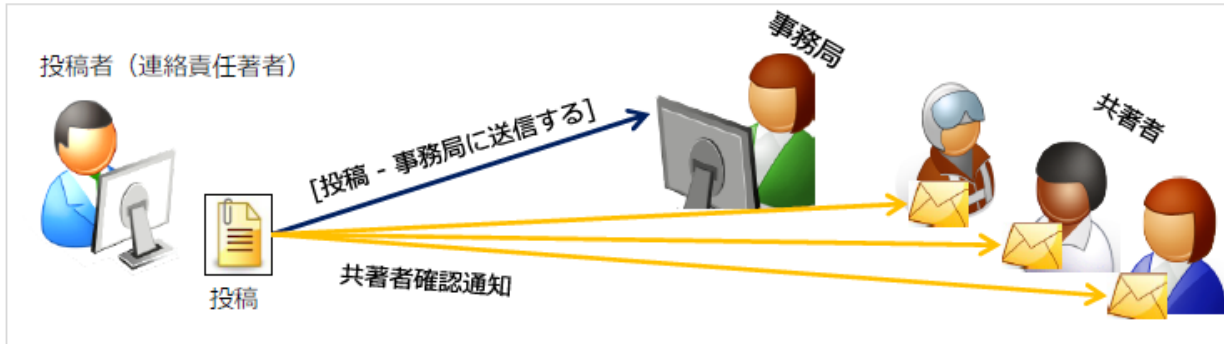 投稿者（連絡責任著者）
事務局
共著者
[投稿 - 事務局に送信する]
共著者確認通知
投稿